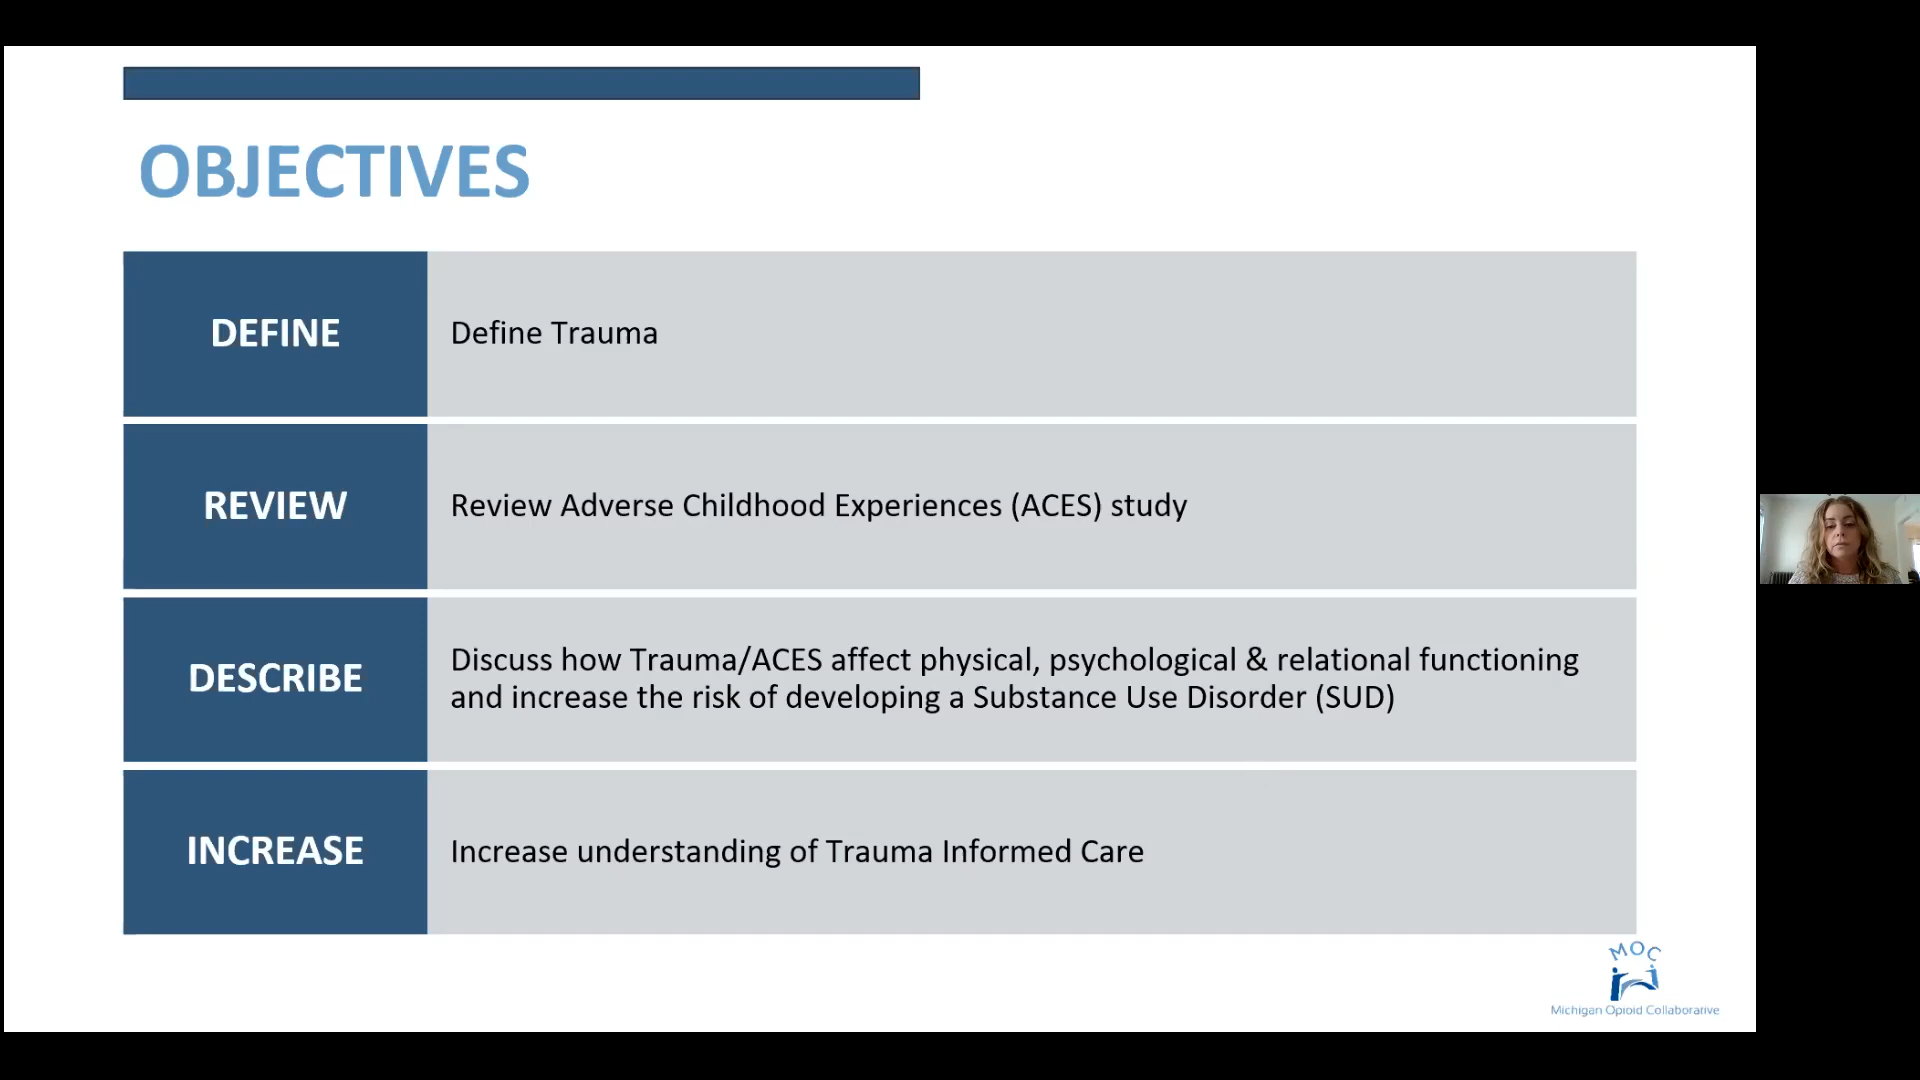 OBJECTIVES
DEFINE
Define Trauma
REVIEW
Review Adverse Childhood Experiences (ACES) study
DESCRIBE
Discuss how Trauma/ACES affect physical, psychological & relational functioning
and increase the risk of developing a Substance Use Disorder (SUD)
INCREASE
Increase understanding of Trauma Informed Care
MOC
Michigan Opioid Collaborative